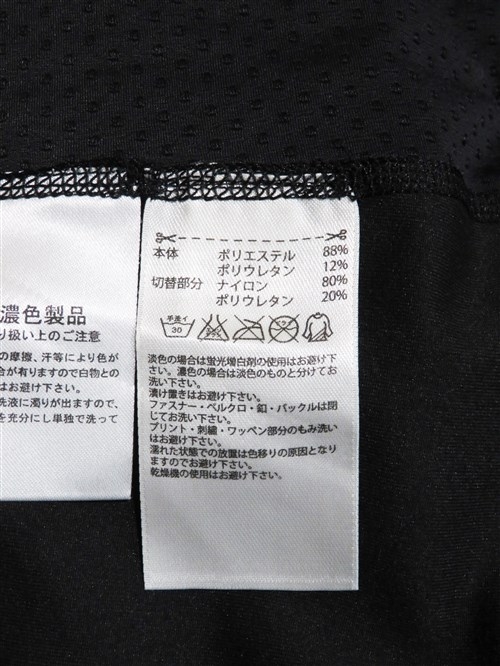 本体 ポリエステル 88%
ポリウレタン 12%
切替部分 ナイロン 80%
ポリウレタン 20%
手洗イ
30
淡色の場合は蛍光増白剤の使用はお避け下
さい。濃色の場合は淡色のものと分けてお
洗い下さい。
漬け置きはお避け下さい。
ファスナー・ベルクロ・釦・バックルは閉
じてお洗い下さい。
プリント・刺繍・ワッペン部分のもみ洗い
はお避け下さい。
濡れた状態での放置は色移りの原因となり
ますのでお避け下さい。
乾燥機の使用はお避け下さい。
濃色製品
り扱い上のご注意
の摩擦、汗等により色が
合が有りますので白物との
はお避け下さい。
洗液に濁りが出ますので、
を充分にし単独で洗って